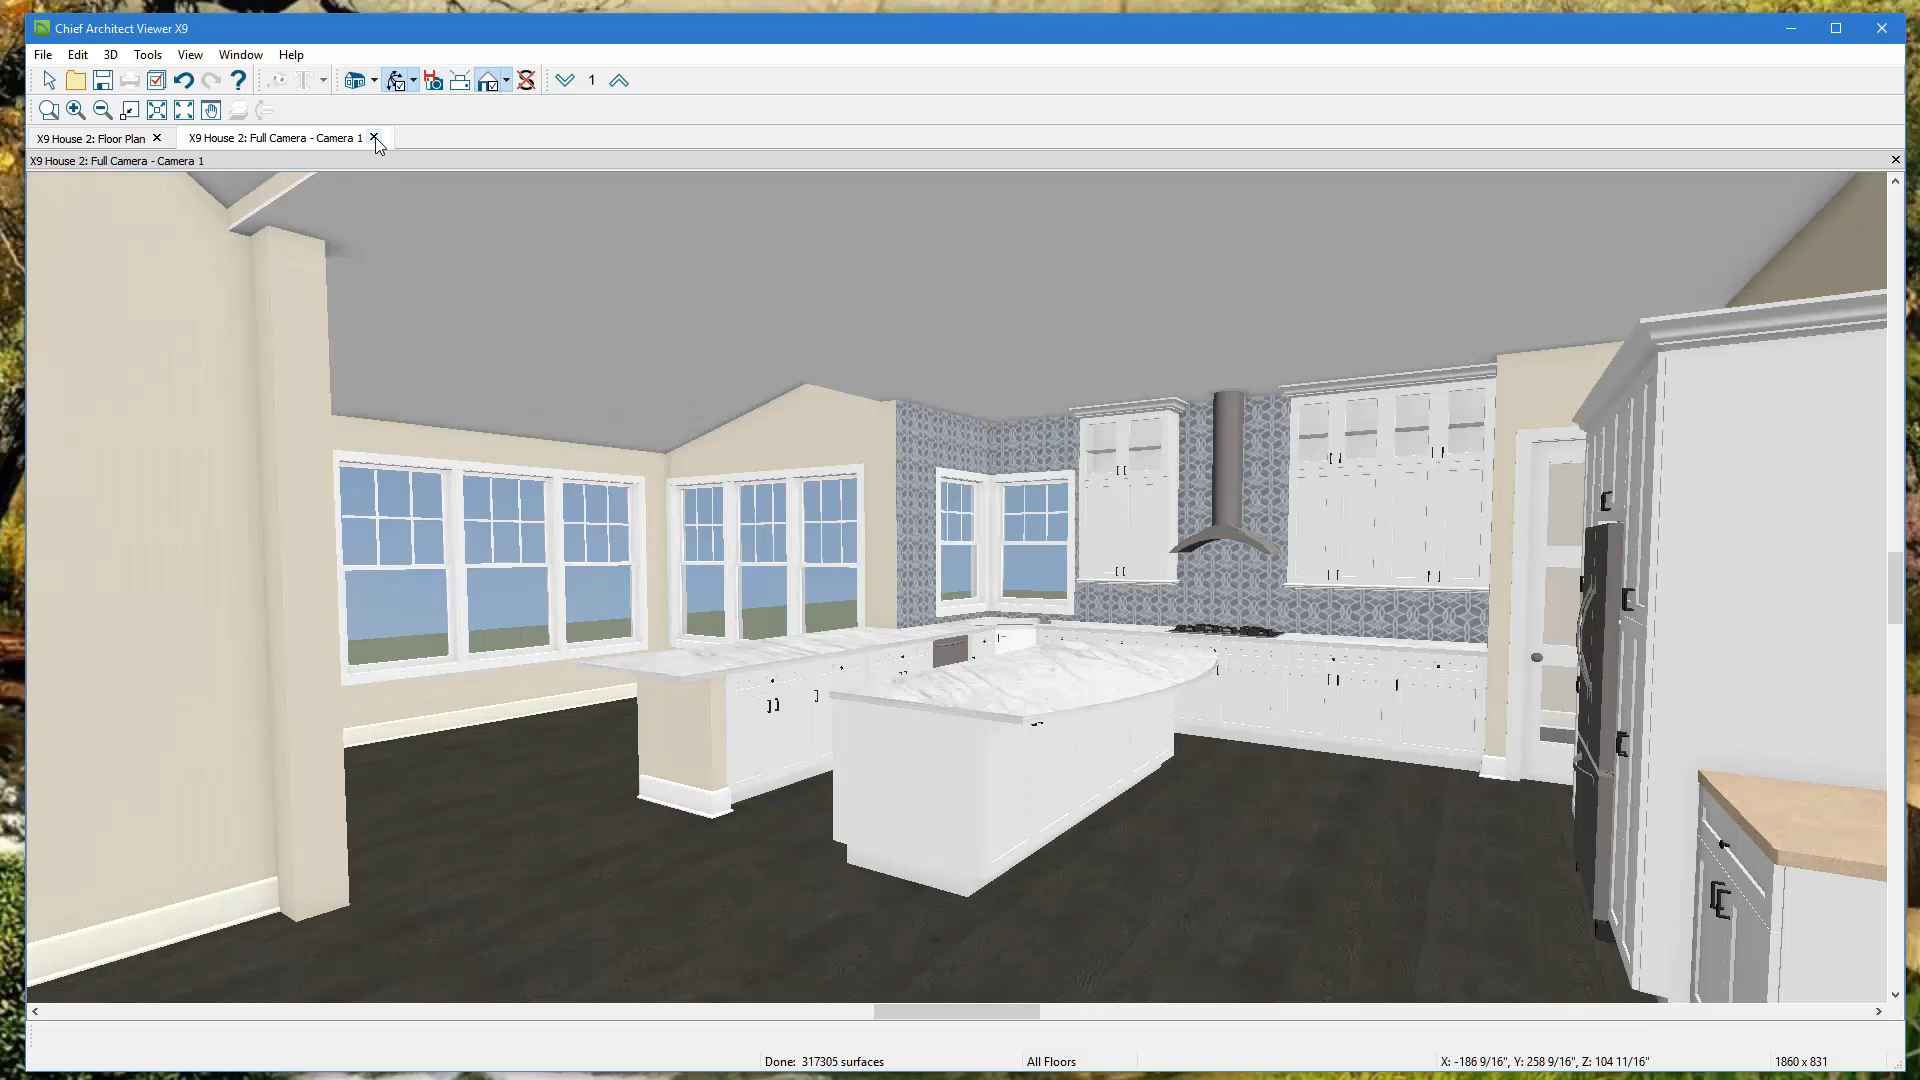 Chief Architect Viewer X9
File Edit 3D Tools View Window Help
1
X9 House 2: Floor Plan X9 House 2: Full Camera - Camera 1
X9 House 2: Full Camera - Camera 1
Done: 317305 surfaces All Floors X: -186 9/16", Y: 258 9/16", Z: 104 11/16" 1860 x 831